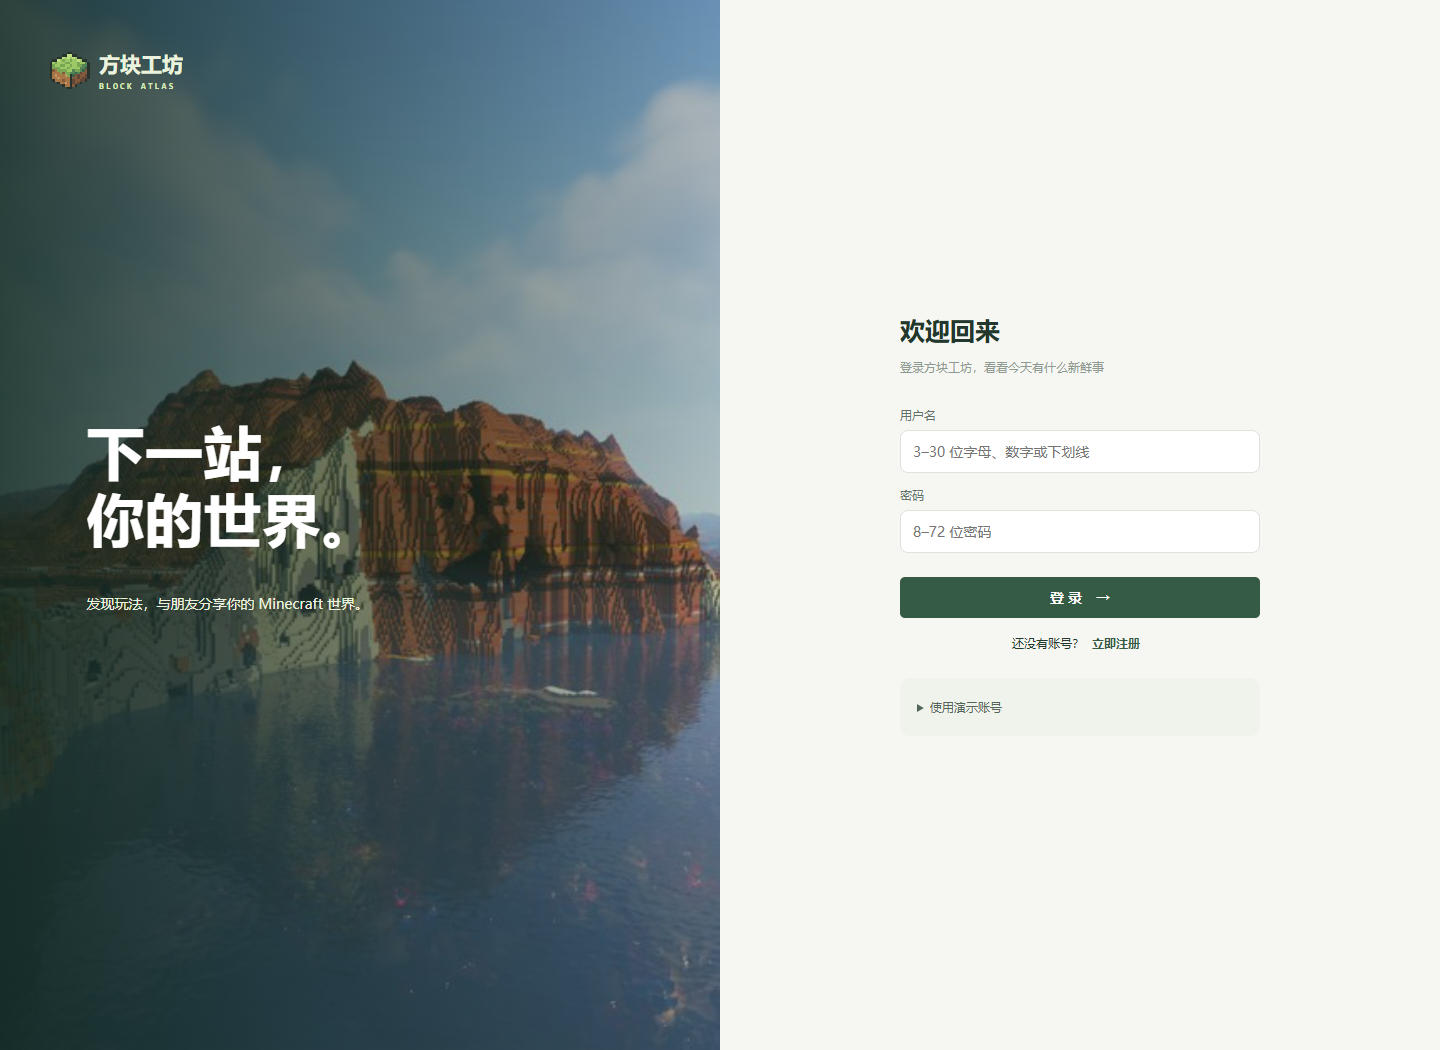 方块工坊
BLOCK ATLAS
下一站，
你的世界。
发现玩法，与朋友分享你的 Minecraft 世界。
欢迎回来
登录方块工坊，看看今天有什么新鲜事
用户名
3–30 位字母、数字或下划线
密码
8–72 位密码
登录 →
还没有账号？ 立即注册
▶ 使用演示账号